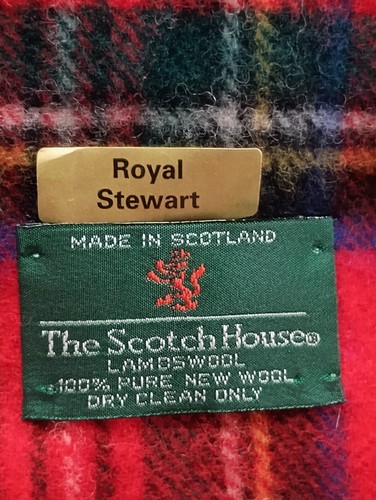 Royal
Stewart
MADE IN SCOTLAND
The Scotch House®
LAMBSWOOL
100% PURE NEW WOOL
DRY CLEAN ONLY